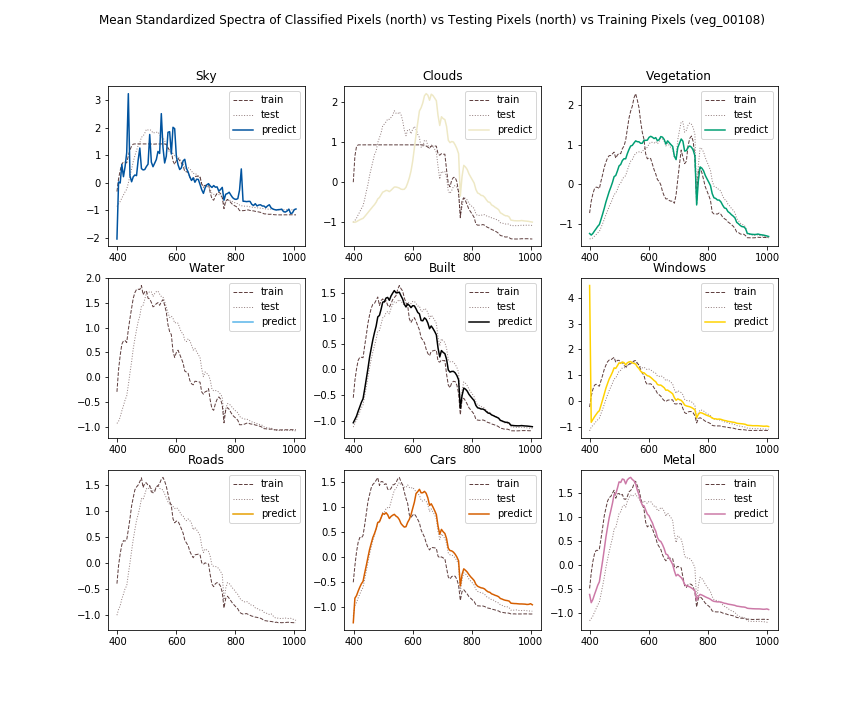 Mean Standardized Spectra of Classified Pixels (north) vs Testing Pixels (north) vs Training Pixels (veg_00108)
Sky
train
test
predict
3
2
1
0
−1
−2
400 600 800 1000
Clouds
train
test
predict
2
1
0
−1
400 600 800 1000
Vegetation
train
test
predict
2
1
0
−1
400 600 800 1000
Water
train
test
predict
2.0
1.5
1.0
0.5
0.0
−0.5
−1.0
400 600 800 1000
Built
train
test
predict
1.5
1.0
0.5
0.0
−0.5
−1.0
400 600 800 1000
Windows
train
test
predict
4
3
2
1
0
−1
400 600 800 1000
Roads
train
test
predict
1.5
1.0
0.5
0.0
−0.5
−1.0
400 600 800 1000
Cars
train
test
predict
1.5
1.0
0.5
0.0
−0.5
−1.0
400 600 800 1000
Metal
train
test
predict
1.5
1.0
0.5
0.0
−0.5
−1.0
400 600 800 1000